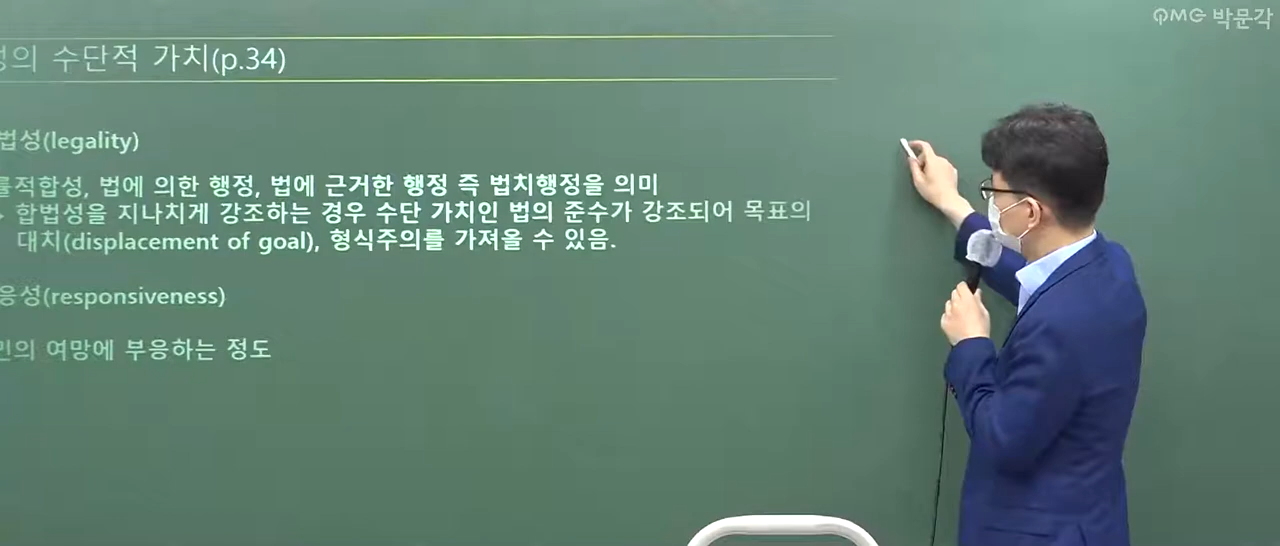 PMG 박문각
의 수단적 가치(p.34)
법성(legality)
률적합성, 법에 의한 행정, 법에 근거한 행정 즉 법치행정을 의미
합법성을 지나치게 강조하는 경우 수단 가치인 법의 준수가 강조되어 목표의
대치(displacement of goal), 형식주의를 가져올 수 있음.
응성(responsiveness)
민의 여망에 부응하는 정도